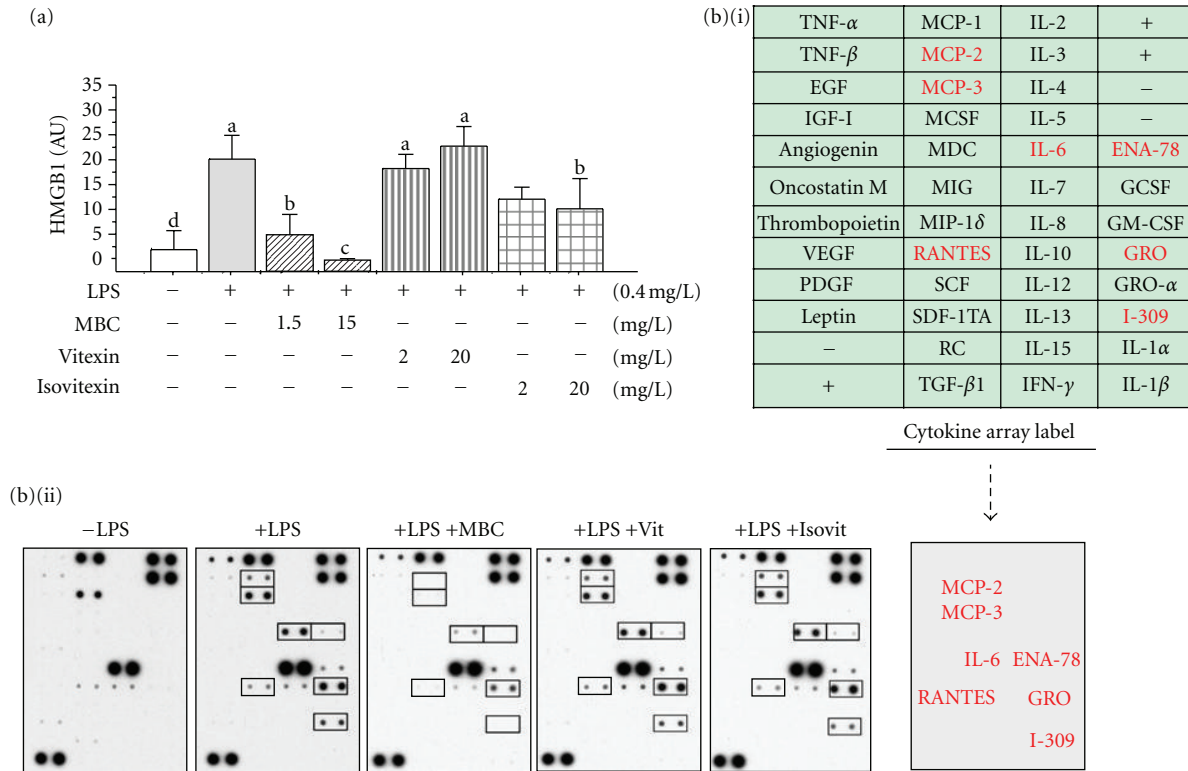 (a)
35
30
25
20
15
10
5
0
HMGB1 (AU)
d
a
b
c
a
a
b
LPS − + + + + + + + (0.4 mg/L)
MBC − − 1.5 15 − − − − (mg/L)
Vitexin − − − − 2 20 − − (mg/L)
Isovitexin − − − − − − 2 20 (mg/L)
(b)(i)
TNF-α MCP-1 IL-2 +
TNF-β MCP-2 IL-3 +
EGF MCP-3 IL-4 −
IGF-I MCSF IL-5 −
Angiogenin MDC IL-6 ENA-78
Oncostatin M MIG IL-7 GCSF
Thrombopoietin MIP-1δ IL-8 GM-CSF
VEGF RANTES IL-10 GRO
PDGF SCF IL-12 GRO-α
Leptin SDF-1TA IL-13 I-309
− RC IL-15 IL-1α
+ TGF-β1 IFN-γ IL-1β
Cytokine array label
(b)(ii)
−LPS +LPS +LPS +MBC +LPS +Vit +LPS +Isovit
MCP-2
MCP-3
IL-6 ENA-78
RANTES GRO
I-309